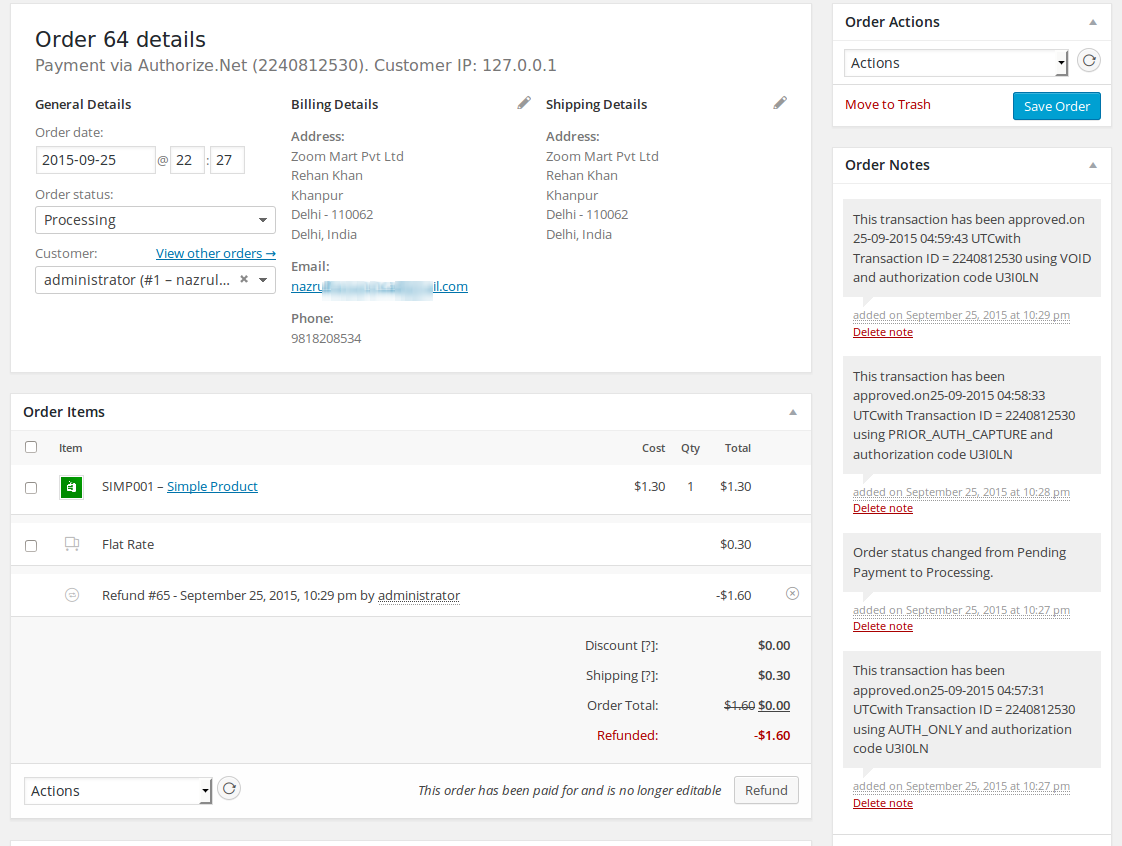 Order 64 details
Payment via Authorize.Net (2240812530). Customer IP: 127.0.0.1
General Details
Order date:
2015-09-25 @ 22 : 27
Order status:
Processing
Customer: View other orders →
administrator (#1 – nazrul... ×
Billing Details
Address:
Zoom Mart Pvt Ltd
Rehan Khan
Khanpur
Delhi - 110062
Delhi, India
Email:
il.com
Phone:
9818208534
Shipping Details
Address:
Zoom Mart Pvt Ltd
Rehan Khan
Khanpur
Delhi - 110062
Delhi, India
Order Items
Item Cost Qty Total
SIMP001 – Simple Product $1.30 1 $1.30
Flat Rate $0.30
Refund #65 - September 25, 2015, 10:29 pm by administrator -$1.60
Discount [?]: $0.00
Shipping [?]: $0.30
Order Total: $1.60 $0.00
Refunded: -$1.60
Actions
This order has been paid for and is no longer editable
Refund
Order Actions
Actions
Move to Trash
Save Order
Order Notes
This transaction has been approved.on
25-09-2015 04:59:43 UTCwith
Transaction ID = 2240812530 using VOID
and authorization code U3I0LN
added on September 25, 2015 at 10:29 pm
Delete note
This transaction has been
approved.on25-09-2015 04:58:33
UTCwith Transaction ID = 2240812530
using PRIOR_AUTH_CAPTURE and
authorization code U3I0LN
added on September 25, 2015 at 10:28 pm
Delete note
Order status changed from Pending
Payment to Processing.
added on September 25, 2015 at 10:27 pm
Delete note
This transaction has been
approved.on25-09-2015 04:57:31
UTCwith Transaction ID = 2240812530
using AUTH_ONLY and authorization
code U3I0LN
added on September 25, 2015 at 10:27 pm
Delete note